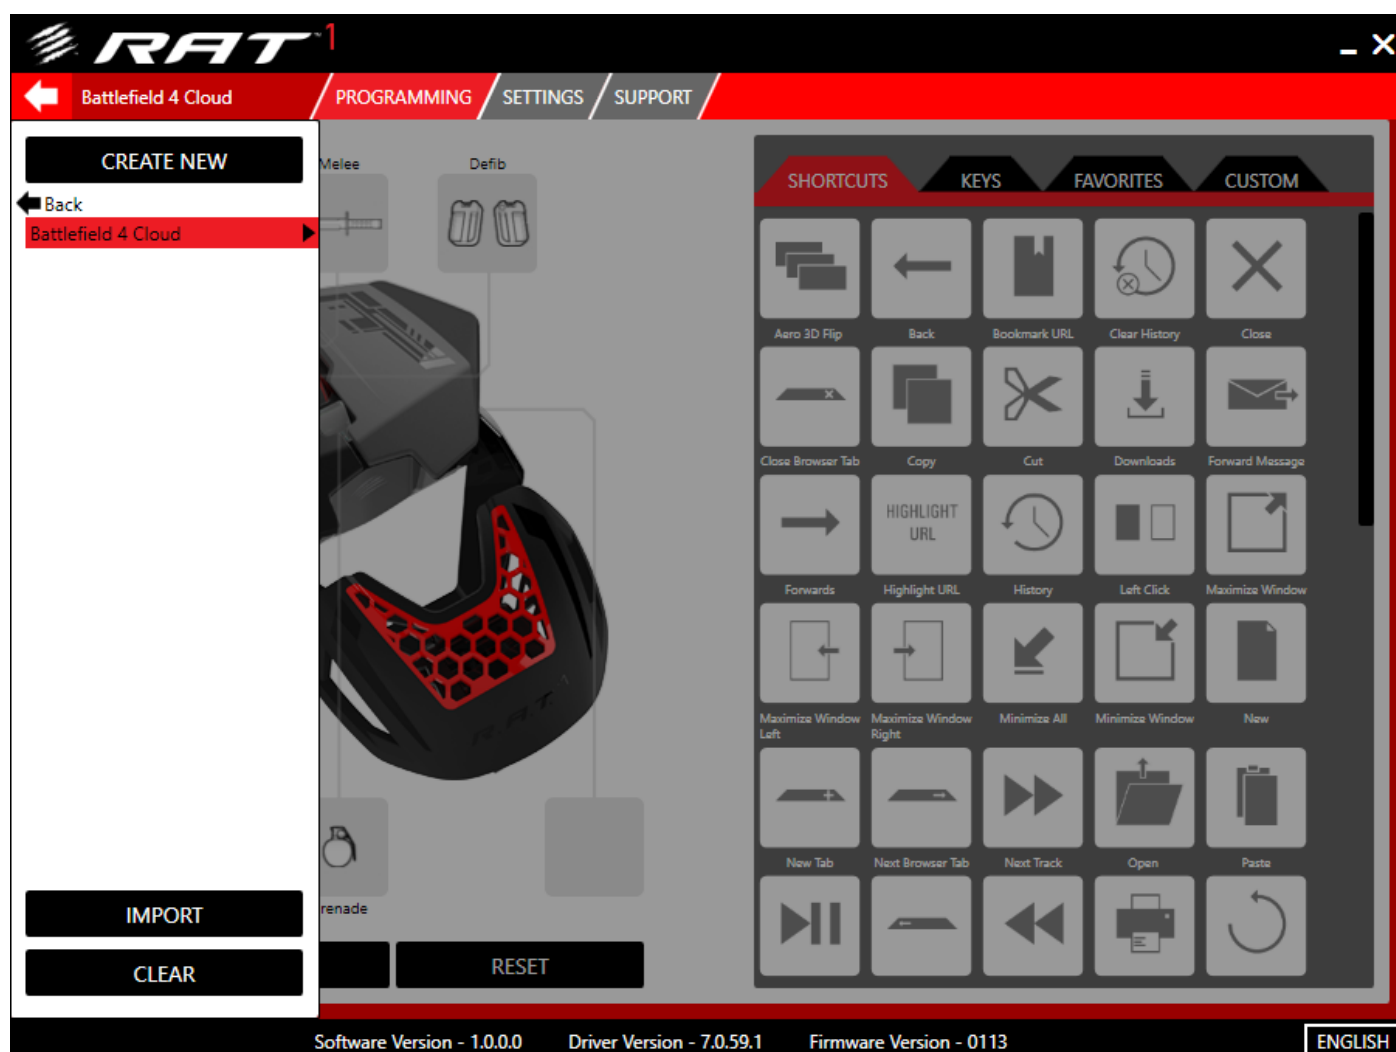 RAT 1
Battlefield 4 Cloud
PROGRAMMING
SETTINGS
SUPPORT
CREATE NEW
Back
Battlefield 4 Cloud
IMPORT
CLEAR
Melee
Defib
R.A.T. 1
renade
RESET
SHORTCUTS
KEYS
FAVORITES
CUSTOM
Aero 3D Flip
Back
Bookmark URL
Clear History
Close
Close Browser Tab
Copy
Cut
Downloads
Forward Message
HIGHLIGHT
URL
Forwards
Highlight URL
History
Left Click
Maximize Window
Maximize Window
Left
Maximize Window
Right
Minimize All
Minimize Window
New
New Tab
Next Browser Tab
Next Track
Open
Paste
Software Version - 1.0.0.0
Driver Version - 7.0.59.1
Firmware Version - 0113
ENGLISH